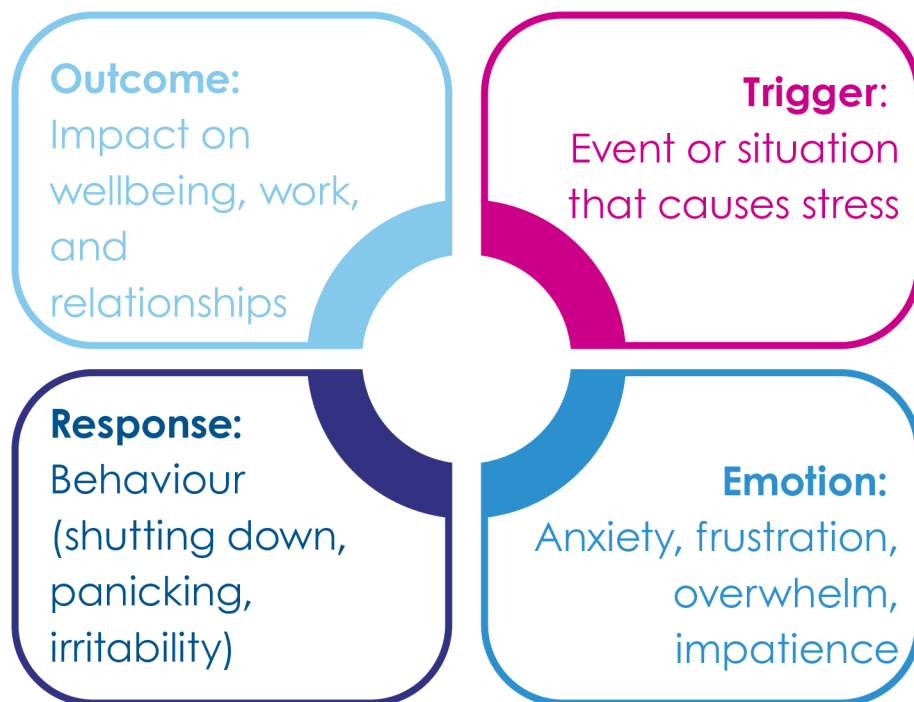 Outcome:
Impact on
wellbeing, work,
and
relationships
Trigger:
Event or situation
that causes stress
Response:
Behaviour
(shutting down,
panicking,
irritability)
Emotion:
Anxiety, frustration,
overwhelm,
impatience